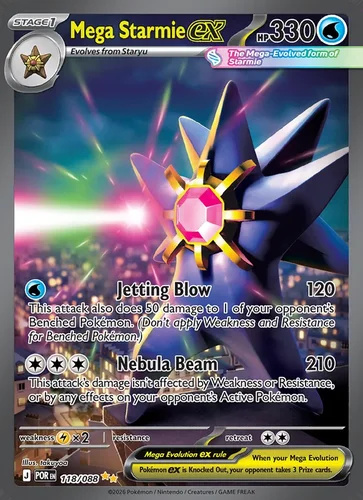 STAGE1
Mega Starmie ex HP330
Evolves from Staryu
The Mega-Evolved form of
Starmie
Jetting Blow 120
This attack also does 50 damage to 1 of your opponent's
Benched Pokémon. (Don't apply Weakness and Resistance
for Benched Pokémon.)
Nebula Beam 210
This attack's damage isn't affected by Weakness or Resistance,
or by any effects on your opponent's Active Pokémon.
weakness ×2 resistance retreat
illus. takuyoa
Mega Evolution ex rule
When your Mega Evolution
Pokémon ex is Knocked Out, your opponent takes 3 Prize cards.
J POR EN 118/088
©2026 Pokémon / Nintendo / Creatures / GAME FREAK